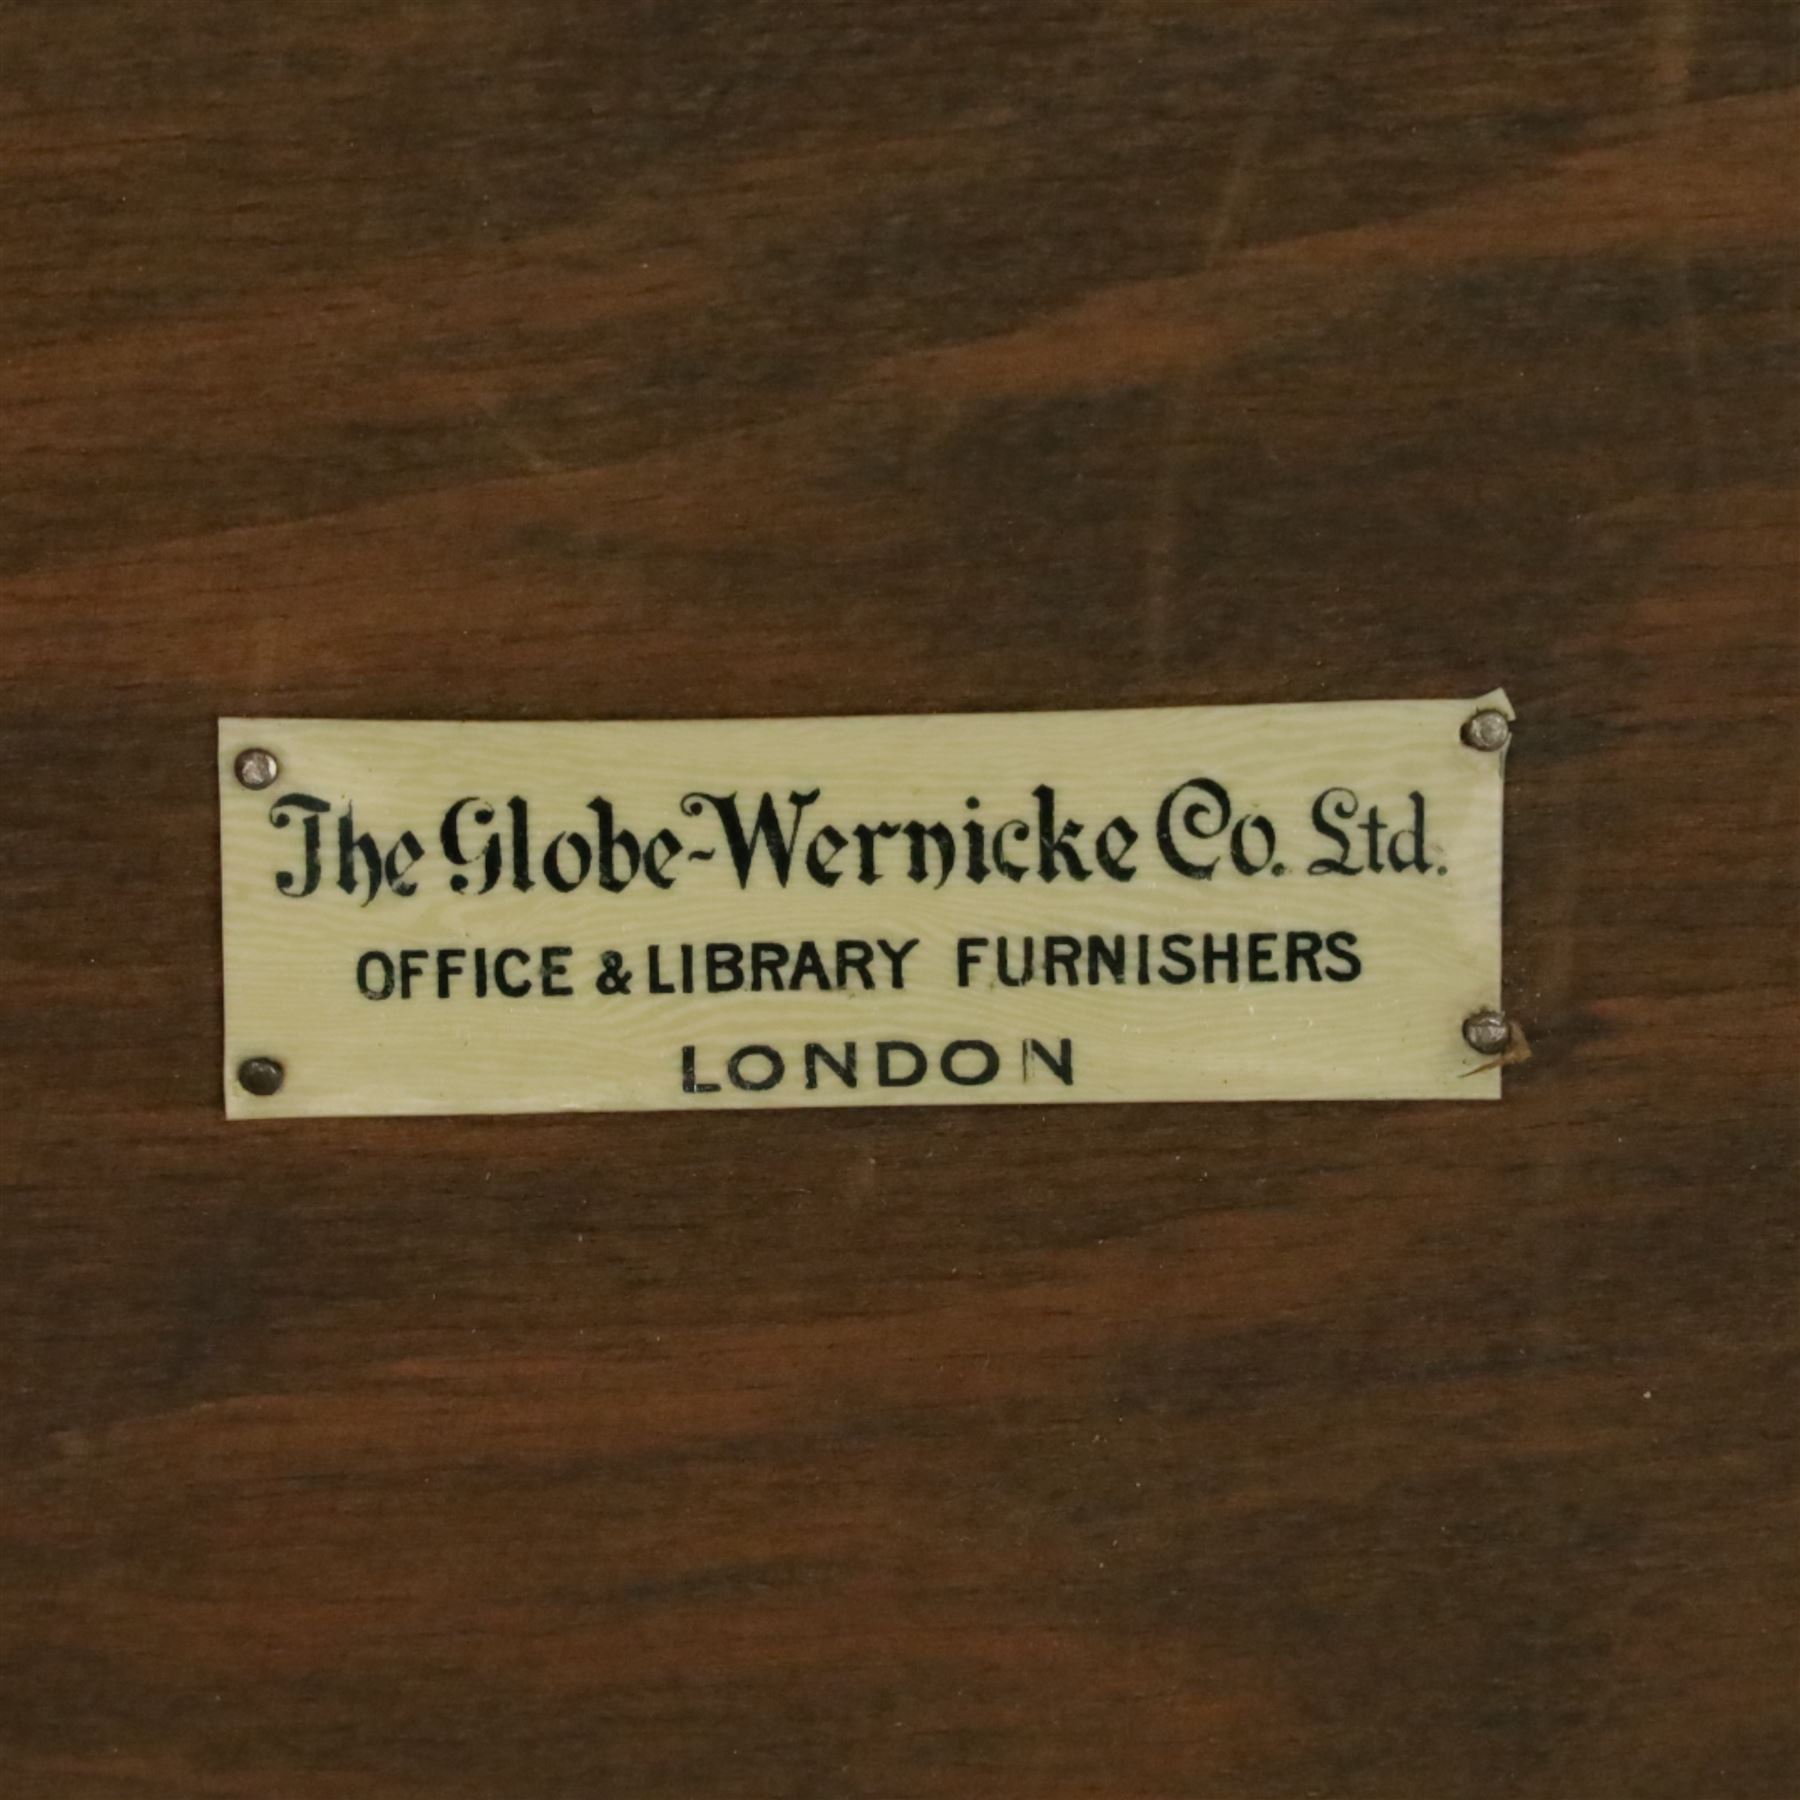 The Globe-Wernicke Co. Ltd.
OFFICE & LIBRARY FURNISHERS
LONDON